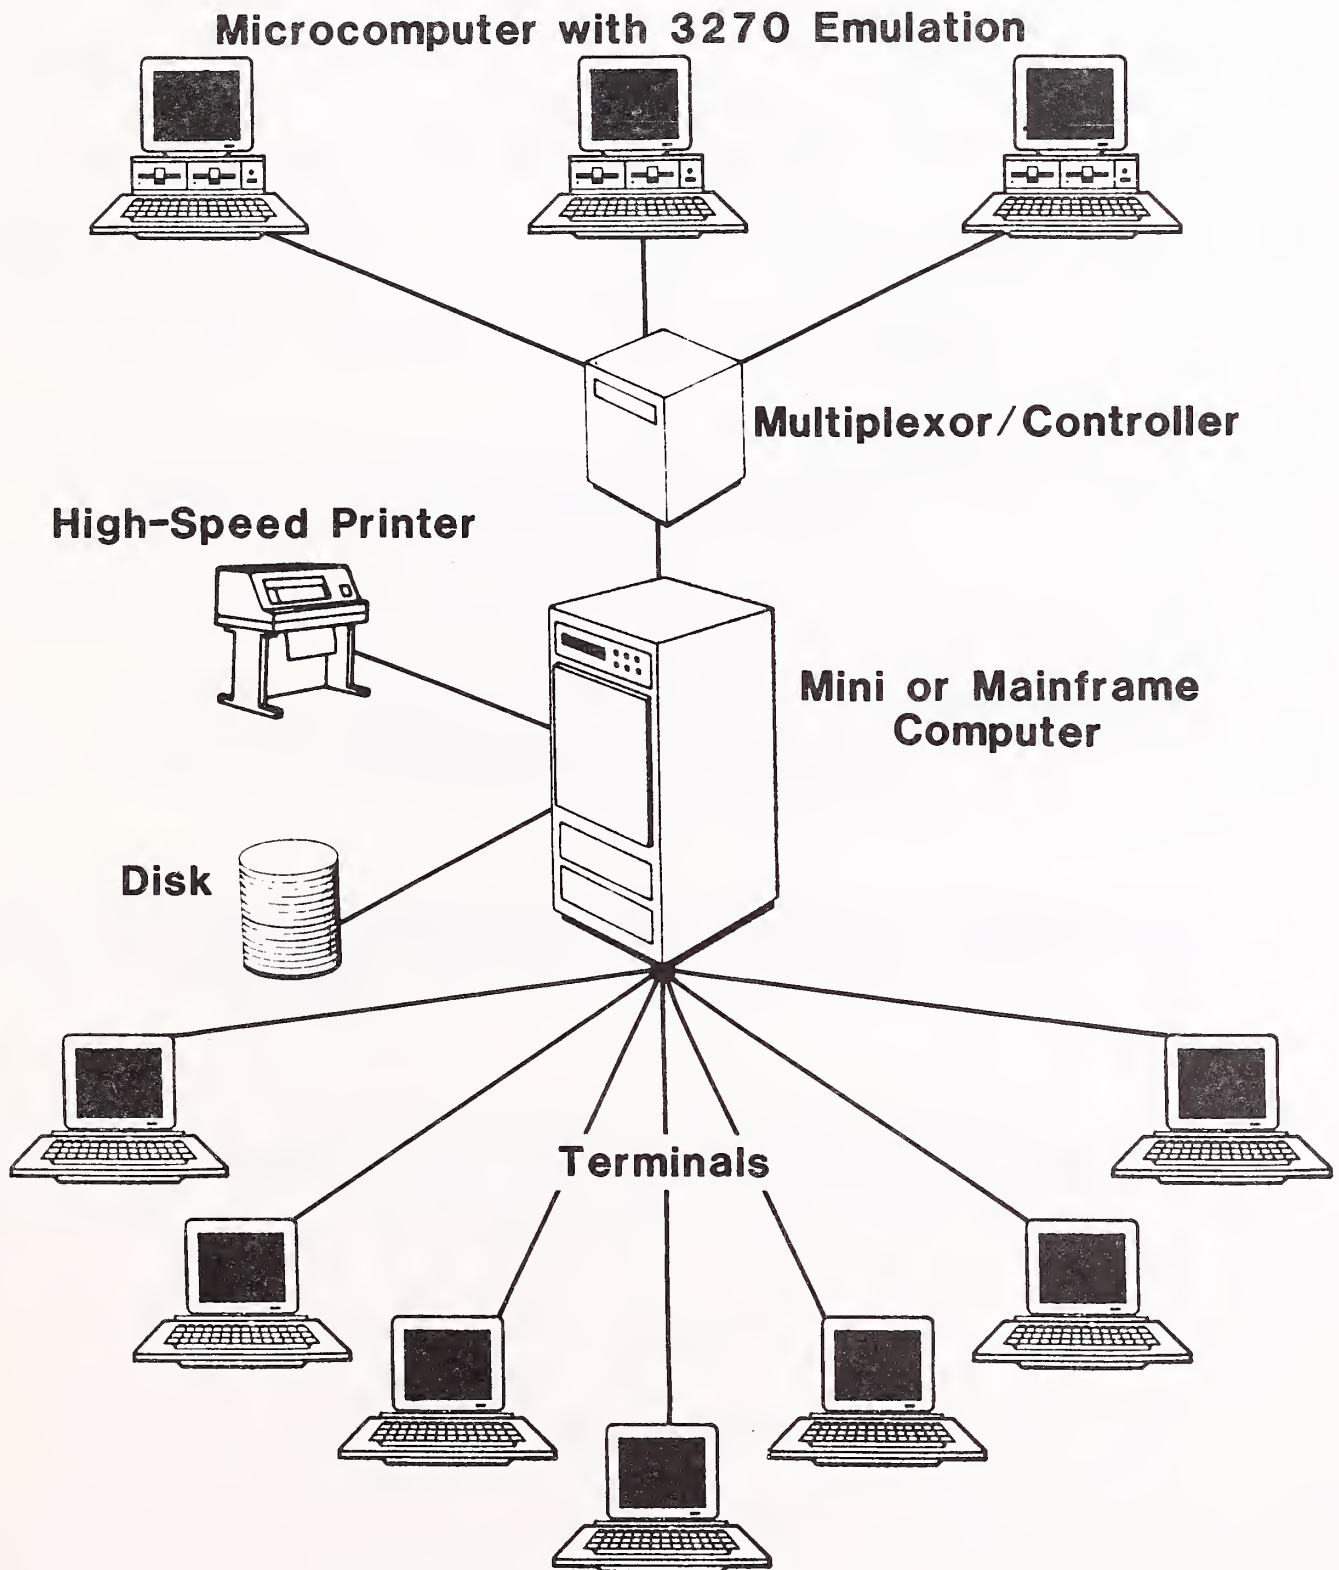 Microcomputer with 3270 Emulation
Multiplexor/Controller
High-Speed Printer
Mini or Mainframe
Computer
Disk
Terminals